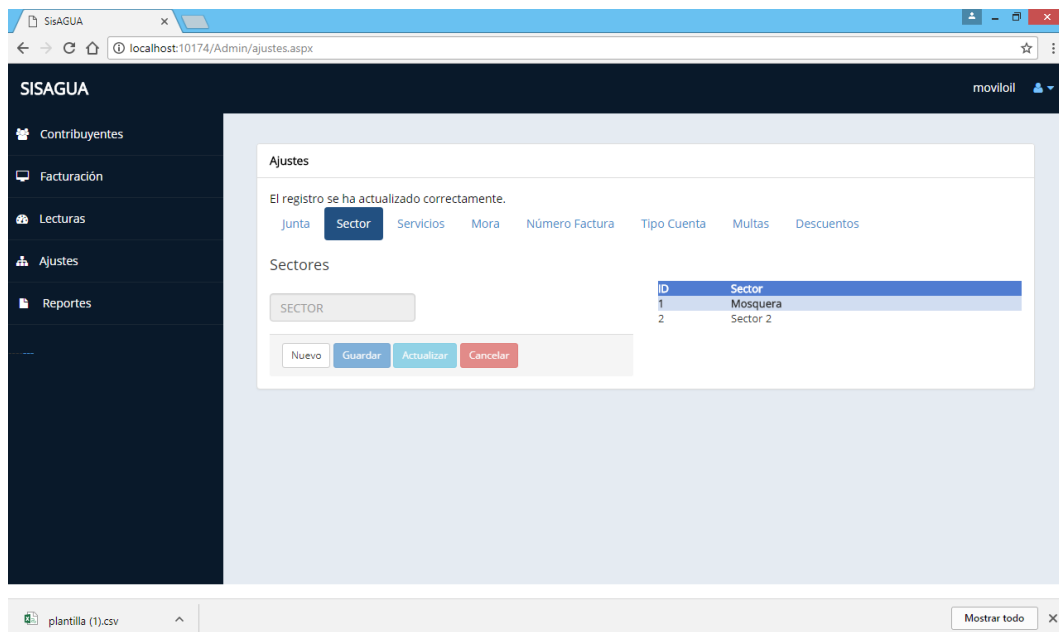 SisAGUA
localhost:10174/Admin/ajustes.aspx
SISAGUA
moviloil
Contribuyentes
Facturación
Lecturas
Ajustes
Reportes
Ajustes
El registro se ha actualizado correctamente.
Junta Sector Servicios Mora Número Factura Tipo Cuenta Multas Descuentos
Sectores
SECTOR
Nuevo Guardar Actualizar Cancelar
ID Sector
1 Mosquera
2 Sector 2
plantilla (1).csv
Mostrar todo